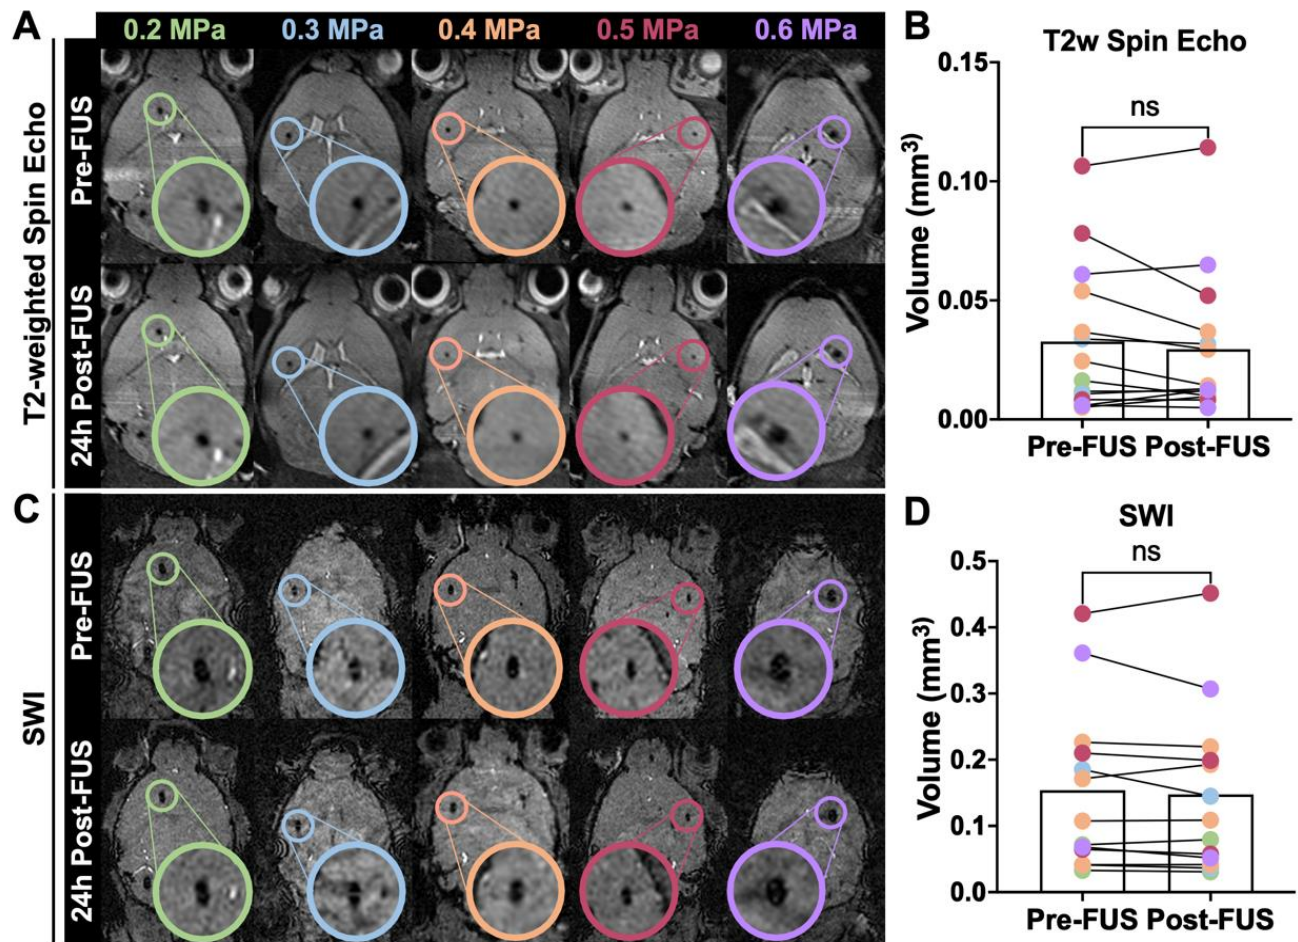 A
0.2 MPa 0.3 MPa 0.4 MPa 0.5 MPa 0.6 MPa
T2-weighted Spin Echo
Pre-FUS
24h Post-FUS
B
T2w Spin Echo
ns
Volume (mm³)
0.15
0.10
0.05
0.00
Pre-FUS Post-FUS
C
SWI
Pre-FUS
24h Post-FUS
D
SWI
ns
Volume (mm³)
0.5
0.4
0.3
0.2
0.1
0.0
Pre-FUS Post-FUS